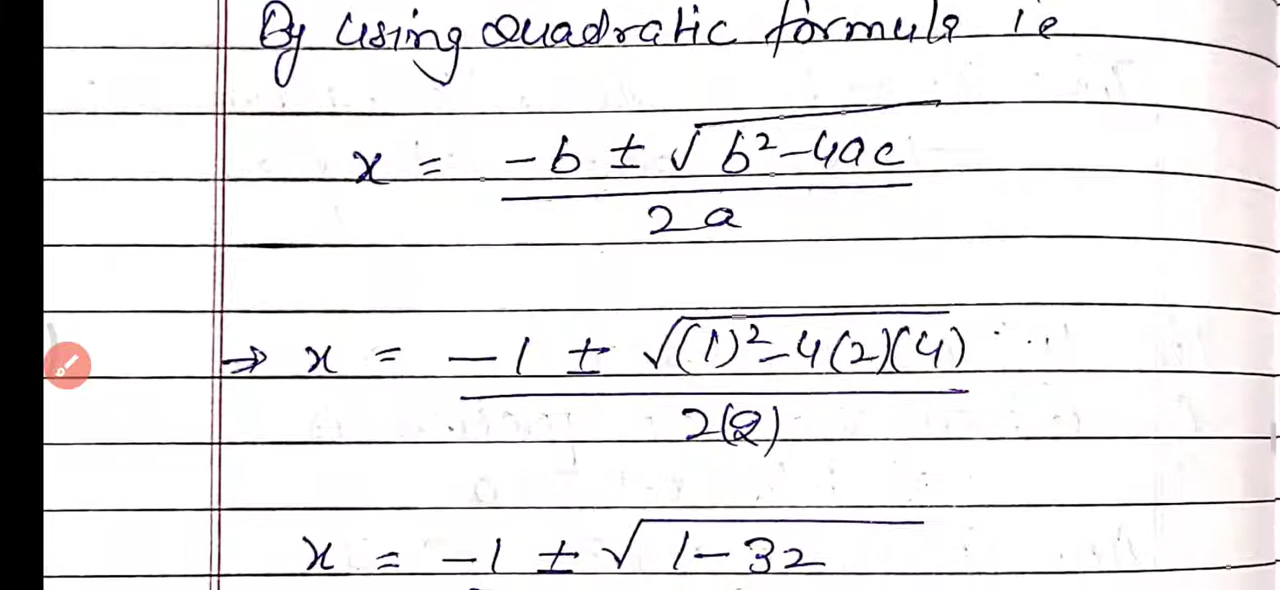 By using Quadratic formula ie
x = -b ± √b²-4ac
2a
⇒ x = -1 ± √(1)²-4(2)(4)
2(2)
x = -1 ± √1-32